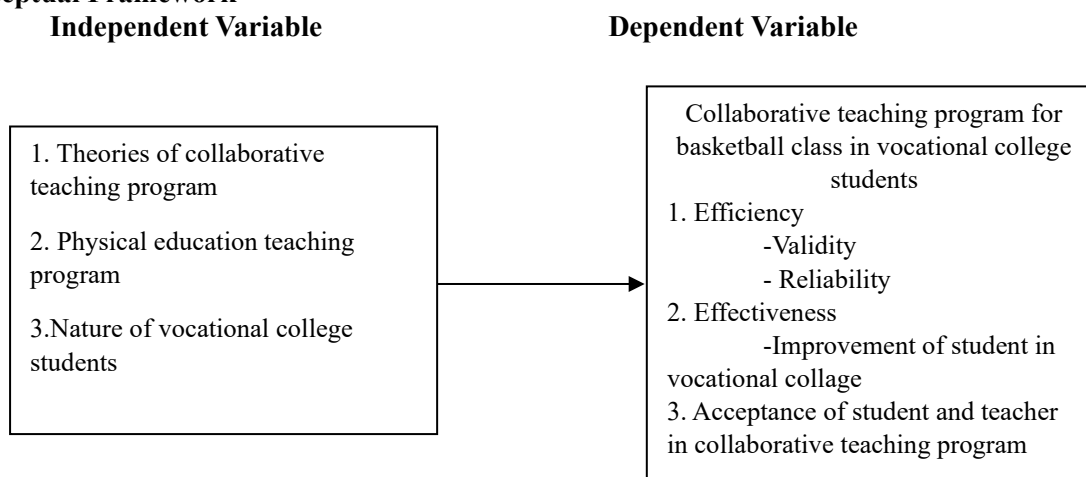 Independent Variable
Dependent Variable
1. Theories of collaborative
teaching program
2. Physical education teaching
program
3.Nature of vocational college
students
Collaborative teaching program for
basketball class in vocational college
students
1. Efficiency
-Validity
- Reliability
2. Effectiveness
-Improvement of student in
vocational collage
3. Acceptance of student and teacher
in collaborative teaching program